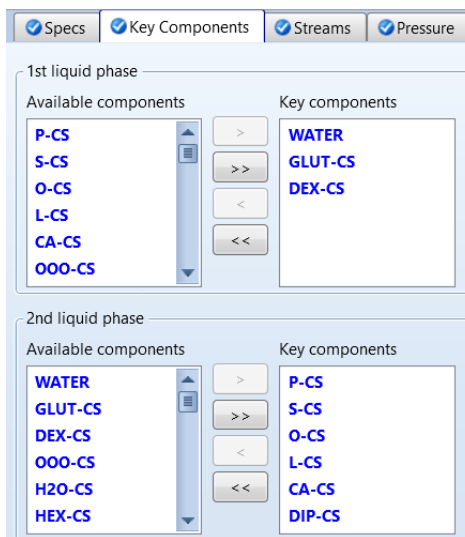 Specs Key Components Streams Pressure
1st liquid phase
Available components Key components
P-CS > WATER
S-CS >> GLUT-CS
O-CS < DEX-CS
L-CS <<
CA-CS
OOO-CS
2nd liquid phase
Available components Key components
WATER > P-CS
GLUT-CS >> S-CS
DEX-CS < O-CS
OOO-CS << L-CS
H2O-CS CA-CS
HEX-CS DIP-CS